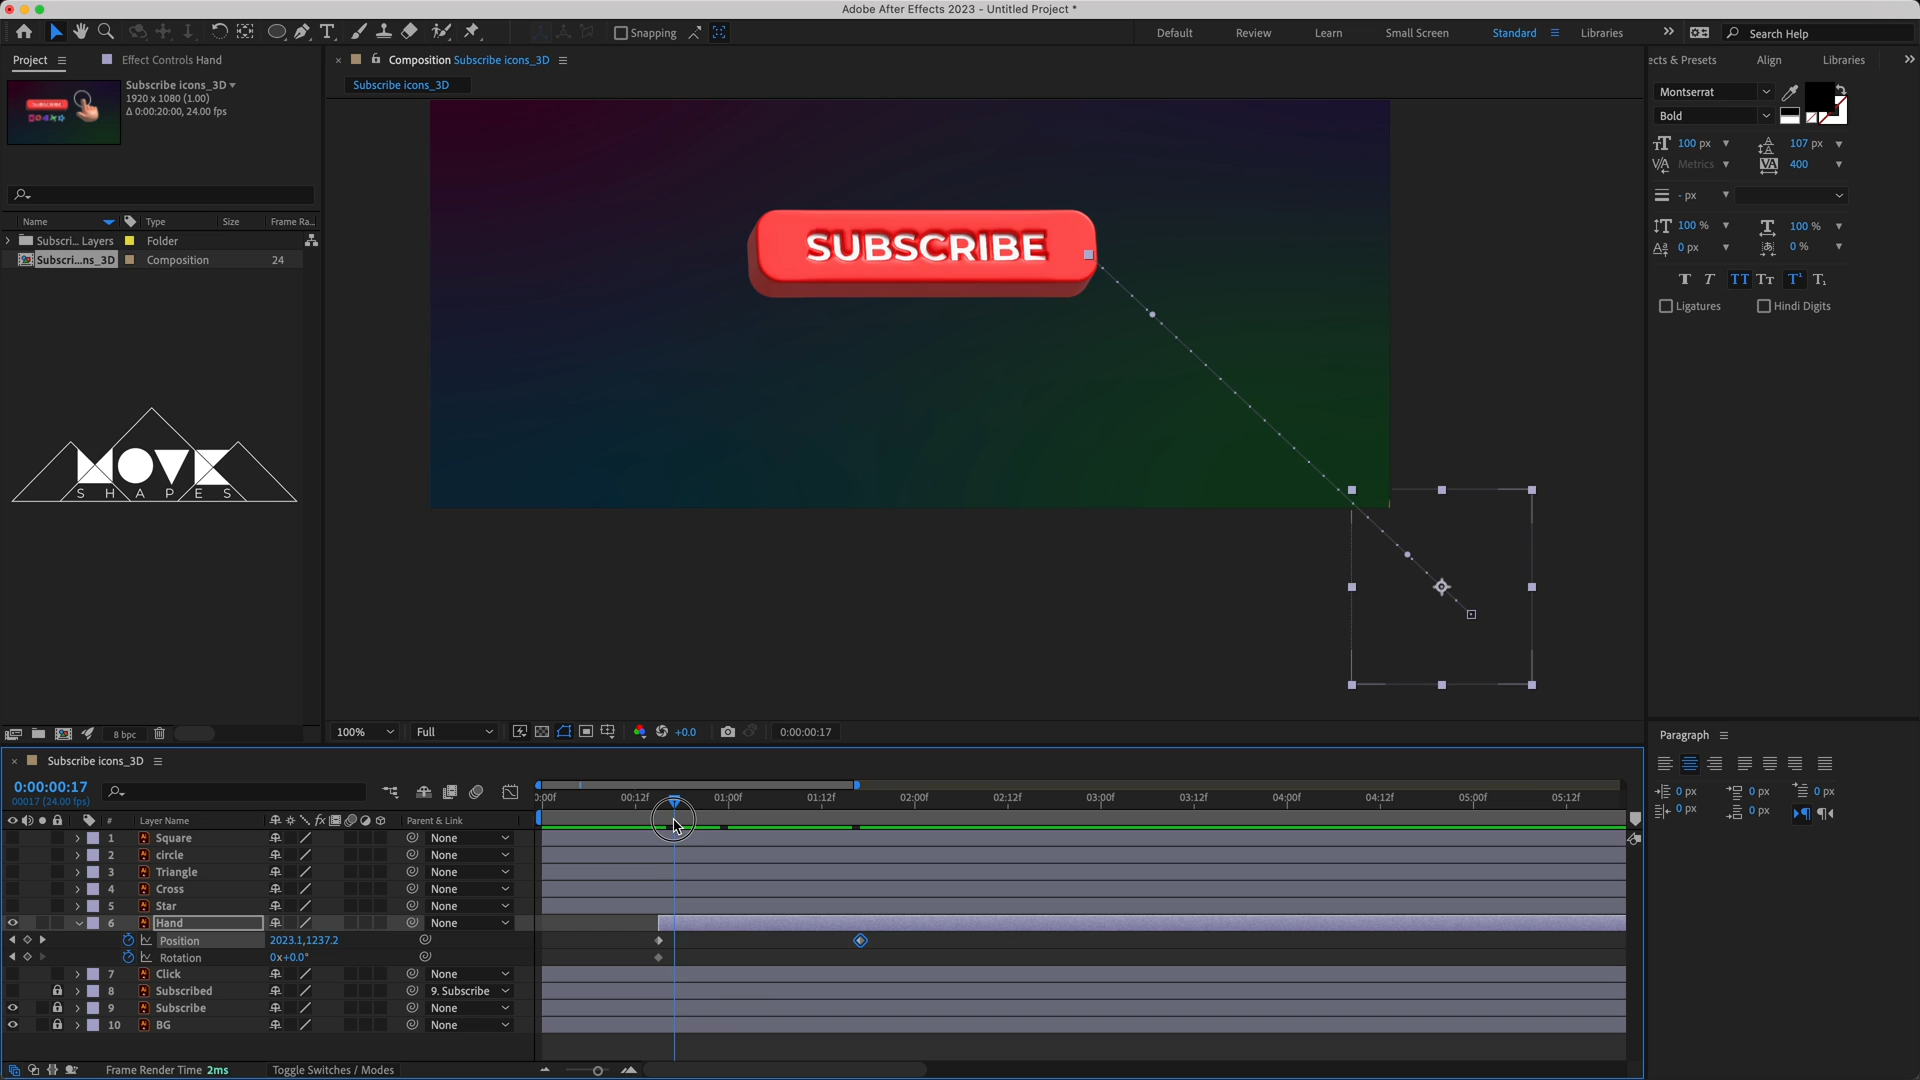 Adobe After Effects 2023 - Untitled Project *
Snapping
Default
Review
Learn
Small Screen
Standard
Libraries
Search Help
Project
Effect Controls Hand
Composition Subscribe icons_3D
Subscribe icons_3D
ects & Presets
Align
Libraries
Subscribe icons_3D
1920 x 1080 (1.00)
Δ 0:00:20:00, 24.00 fps
Montserrat
Bold
100 px
107 px
Metrics
400
- px
100 %
100 %
0 px
0 %
Ligatures
Hindi Digits
Name
Type
Size
Frame Ra...
Subscri... Layers
Folder
Subscri...ns_3D
Composition
24
SUBSCRIBE
MOVE
SHAPES
8 bpc
100%
Full
+0.0
0:00:00:17
Paragraph
0 px
0 px
0 px
0 px
0 px
Subscribe icons_3D
0:00:00:17
00017 (24.00 fps)
0:00f
00:12f
01:00f
01:12f
02:00f
02:12f
03:00f
03:12f
04:00f
04:12f
05:00f
05:12f
#
Layer Name
Parent & Link
1 Square None
2 circle None
3 Triangle None
4 Cross None
5 Star None
6 Hand None
Position 2023.1,1237.2
Rotation 0x+0.0°
7 Click None
8 Subscribed 9. Subscribe
9 Subscribe None
10 BG None
Frame Render Time 2ms
Toggle Switches / Modes